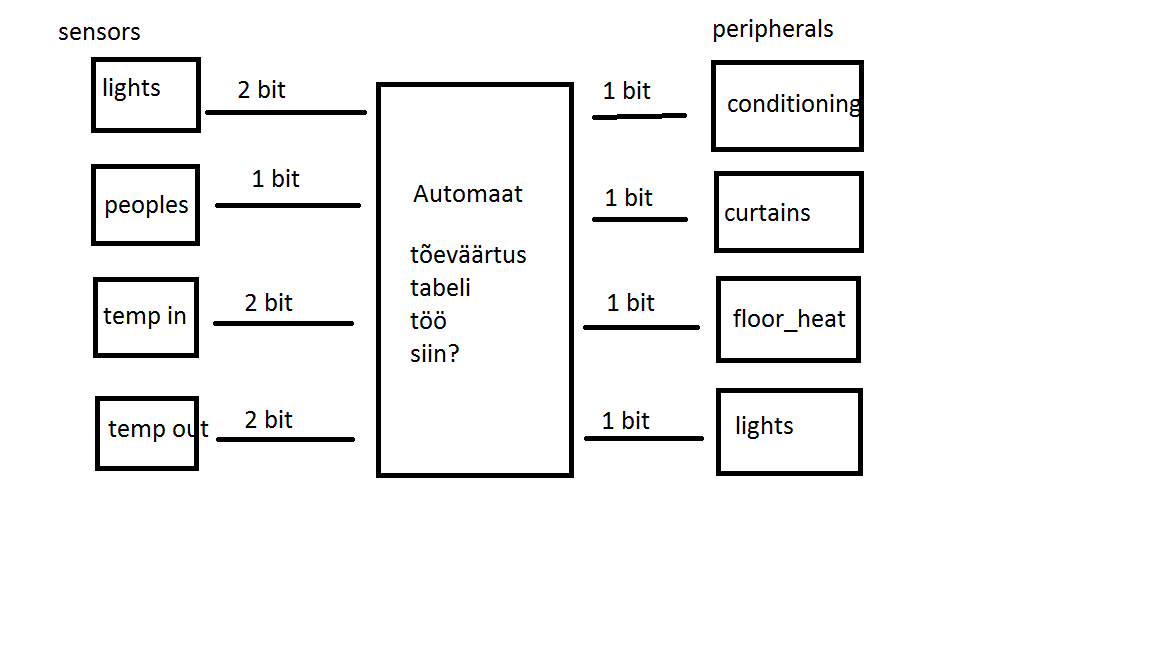 sensors
peripherals
lights
2 bit
1 bit
conditioning
peoples
1 bit
Automaat
1 bit
curtains
tõeväärtus
tabeli
töö
siin?
temp in
2 bit
1 bit
floor_heat
temp out
2 bit
1 bit
lights